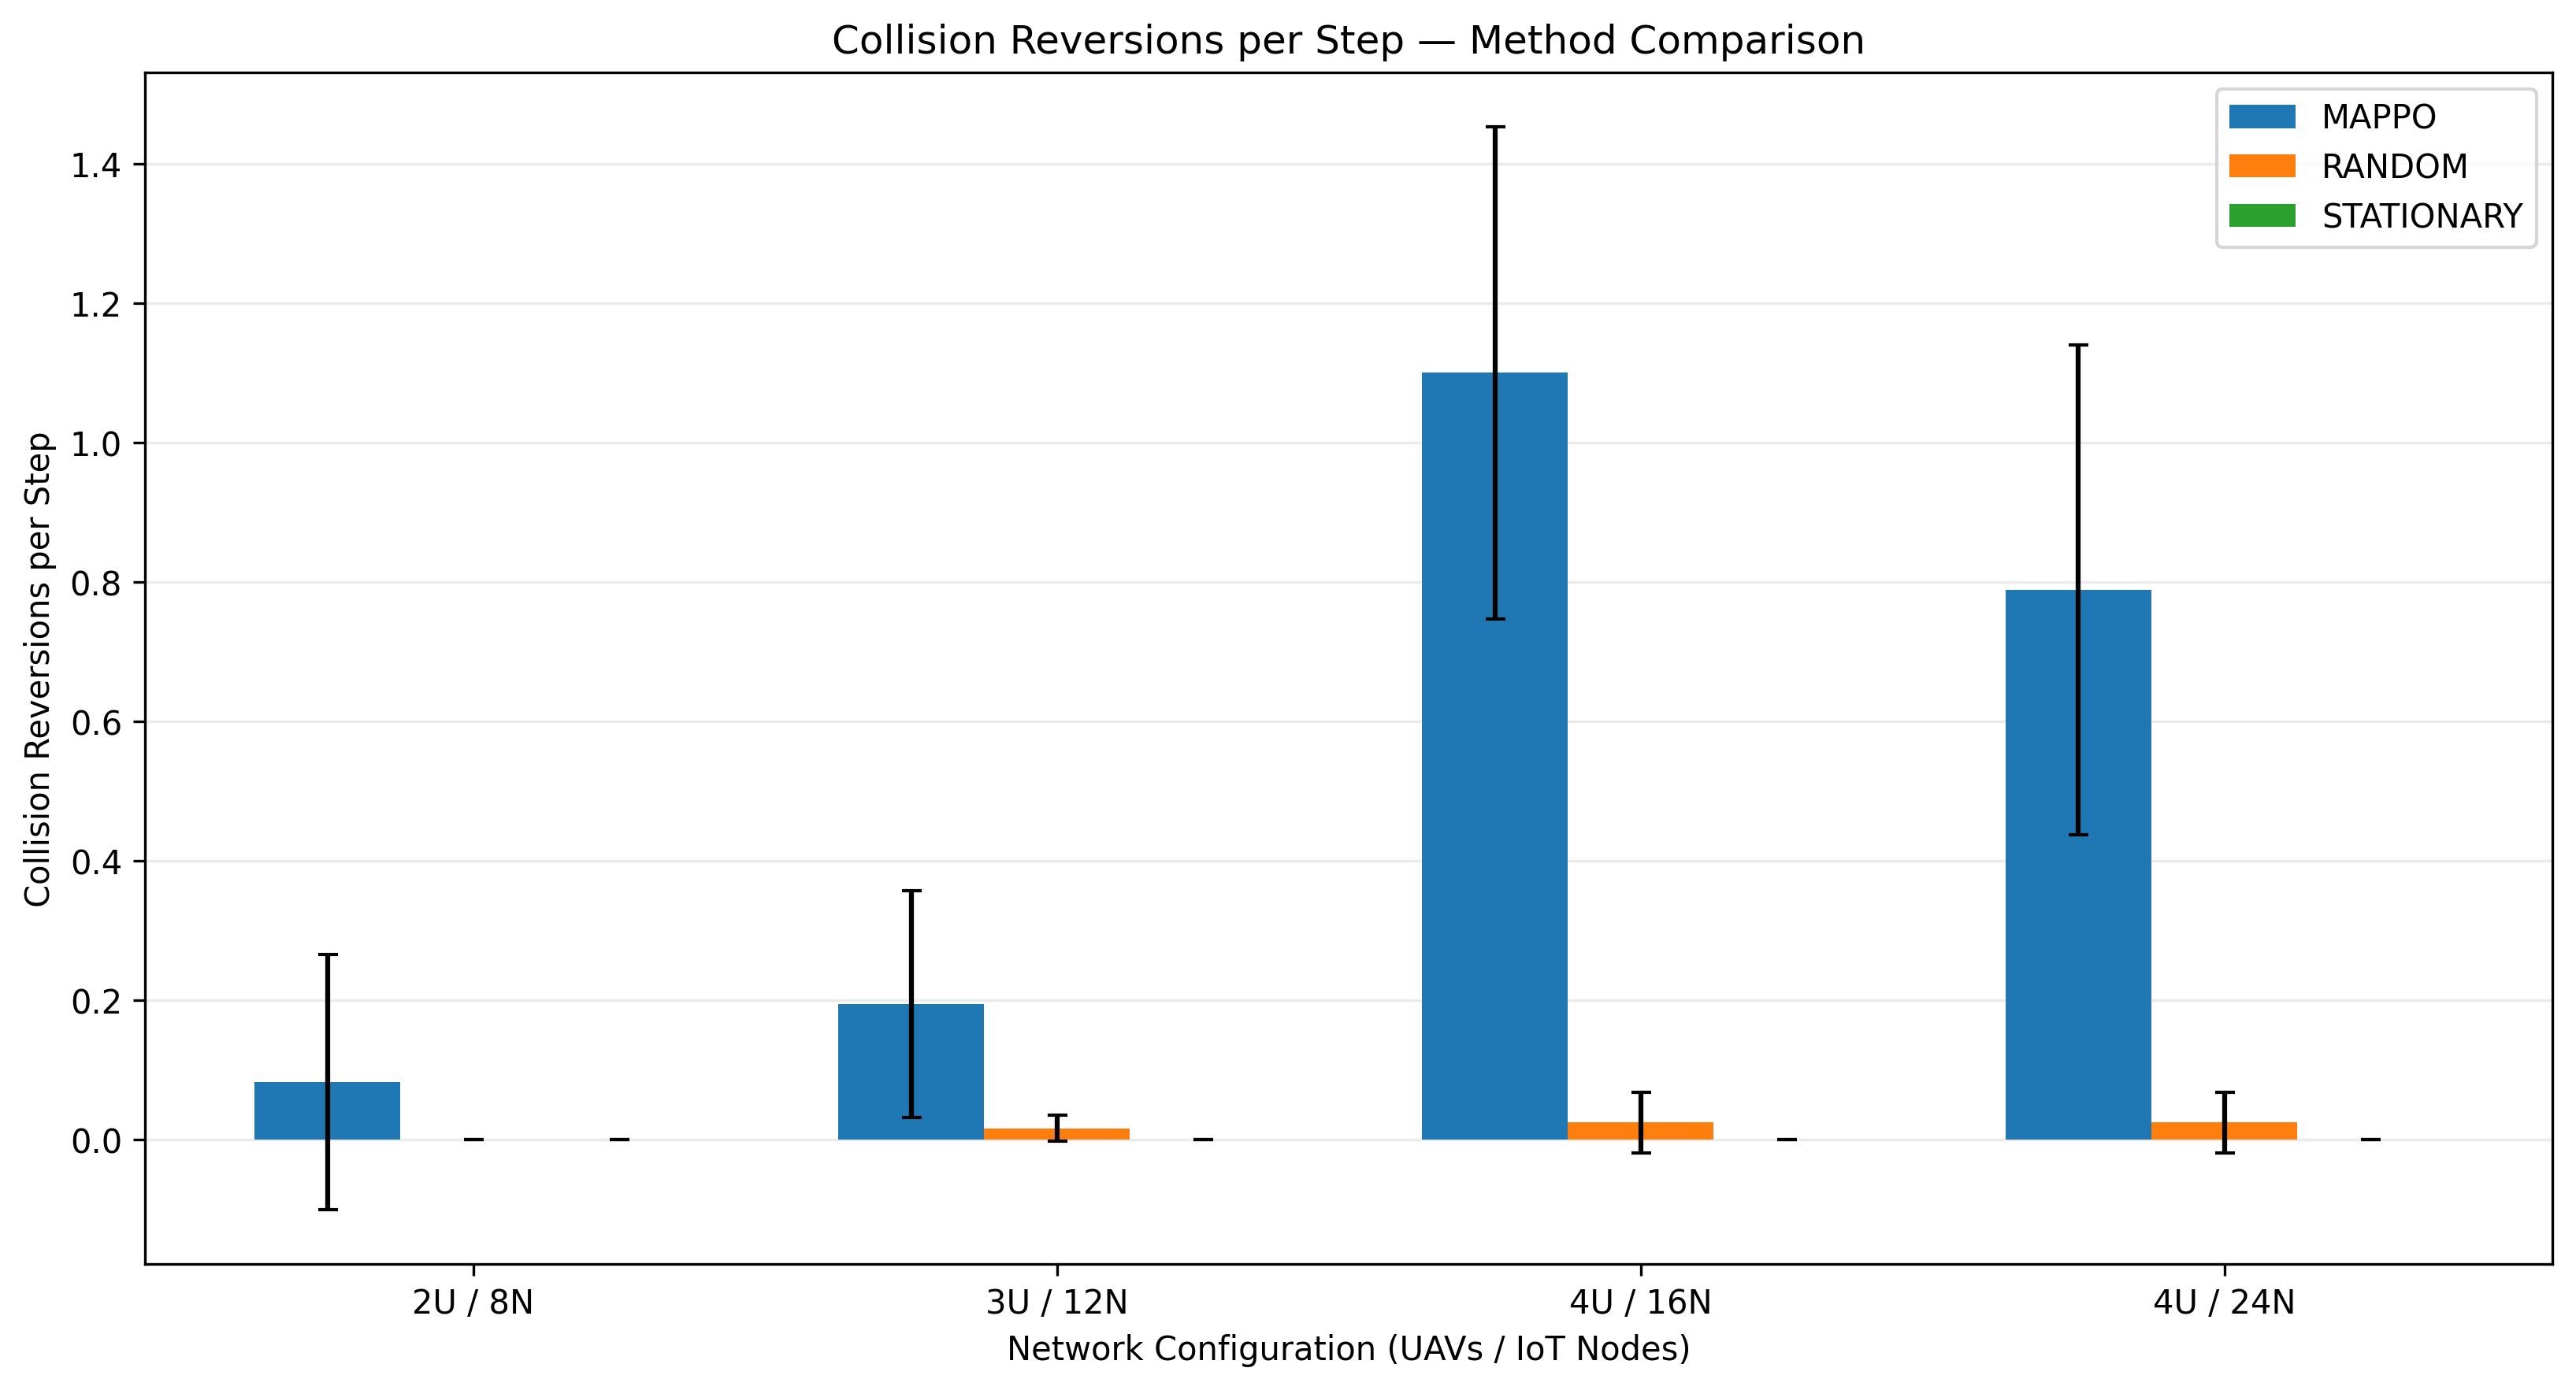 Collision Reversions per Step — Method Comparison
MAPPO
RANDOM
STATIONARY
Collision Reversions per Step
1.4
1.2
1.0
0.8
0.6
0.4
0.2
0.0
2U / 8N
3U / 12N
4U / 16N
4U / 24N
Network Configuration (UAVs / IoT Nodes)